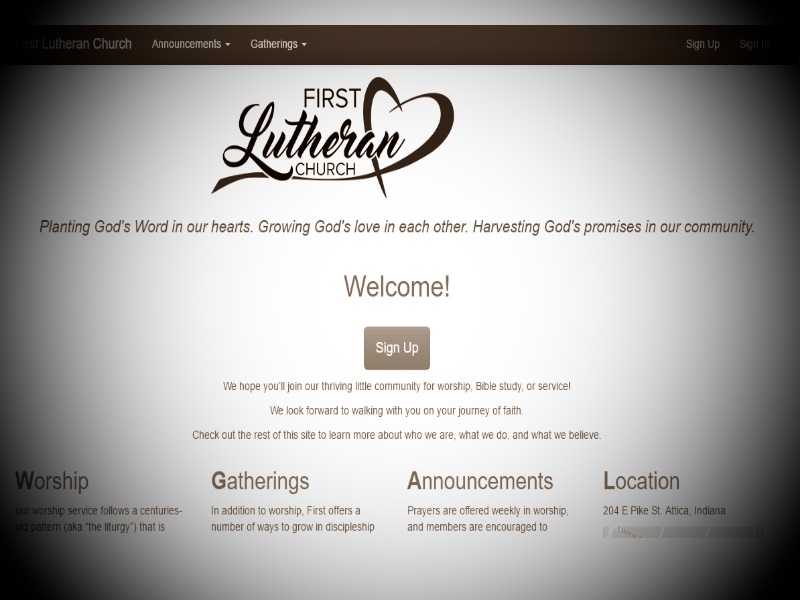 First Lutheran Church Announcements Gatherings Sign Up Sign In
FIRST
Lutheran
CHURCH
Planting God's Word in our hearts. Growing God's love in each other. Harvesting God's promises in our community.
Welcome!
Sign Up
We hope you'll join our thriving little community for worship, Bible study, or service!
We look forward to walking with you on your journey of faith.
Check out the rest of this site to learn more about who we are, what we do, and what we believe.
Worship
our worship service follows a centuries-
old pattern (aka “the liturgy”) that is
Gatherings
In addition to worship, First offers a
number of ways to grow in discipleship
Announcements
Prayers are offered weekly in worship,
and members are encouraged to
Location
204 E Pike St. Attica, Indiana